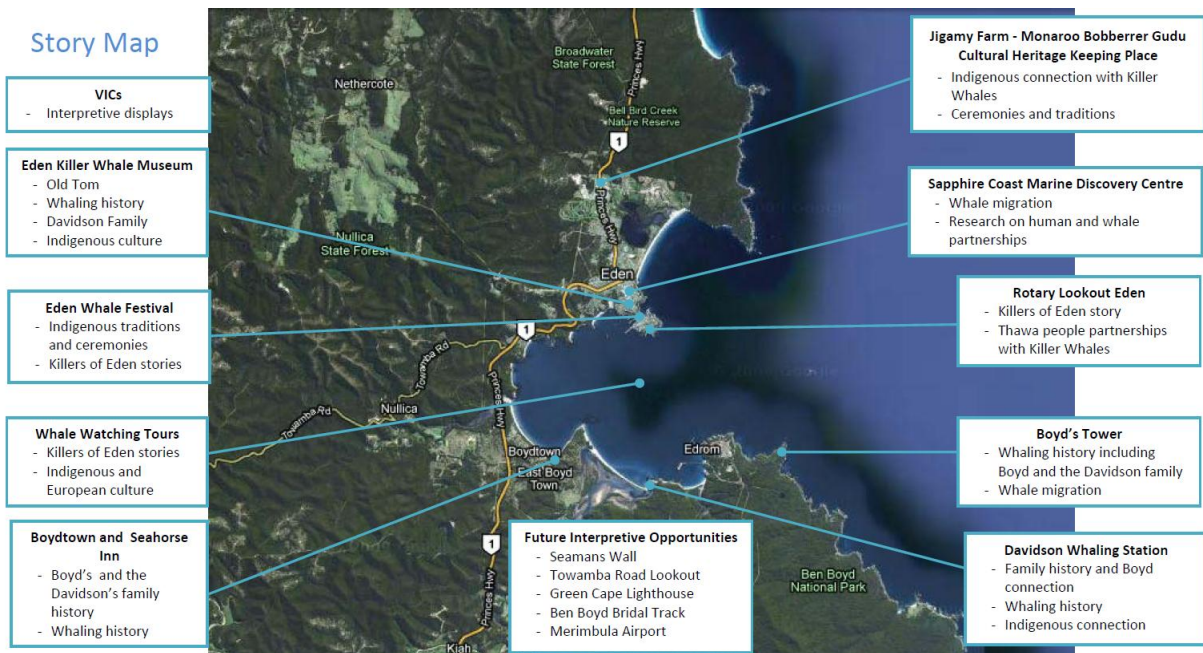 Story Map
VICs
- Interpretive displays
Eden Killer Whale Museum
- Old Tom
- Whaling history
- Davidson Family
- Indigenous culture
Eden Whale Festival
- Indigenous traditions
and ceremonies
- Killers of Eden stories
Whale Watching Tours
- Killers of Eden stories
- Indigenous and
European culture
Boydtown and Seahorse
Inn
- Boyd's and the
Davidson's family
history
- Whaling history
Nethercote
Broadwater
State Forest
Princes Hwy
Bell Bird Creek
Nature Reserve
1
Princes Hwy
Nullica
State Forest
Eden
1
Towamba Rd
Princes Hwy
Nullica
Towamba Rd
Boydtown
East Boyd
Town
Edrom
1
Princes Hwy
Ben Boyd
National Park
Kiah
Future Interpretive Opportunities
- Seamans Wall
- Towamba Road Lookout
- Green Cape Lighthouse
- Ben Boyd Bridal Track
- Merimbula Airport
Jigamy Farm - Monaroo Bobberrer Gudu
Cultural Heritage Keeping Place
- Indigenous connection with Killer
Whales
- Ceremonies and traditions
Sapphire Coast Marine Discovery Centre
- Whale migration
- Research on human and whale
partnerships
Rotary Lookout Eden
- Killers of Eden story
- Thawa people partnerships
with Killer Whales
Boyd's Tower
- Whaling history including
Boyd and the Davidson family
- Whale migration
Davidson Whaling Station
- Family history and Boyd
connection
- Whaling history
- Indigenous connection